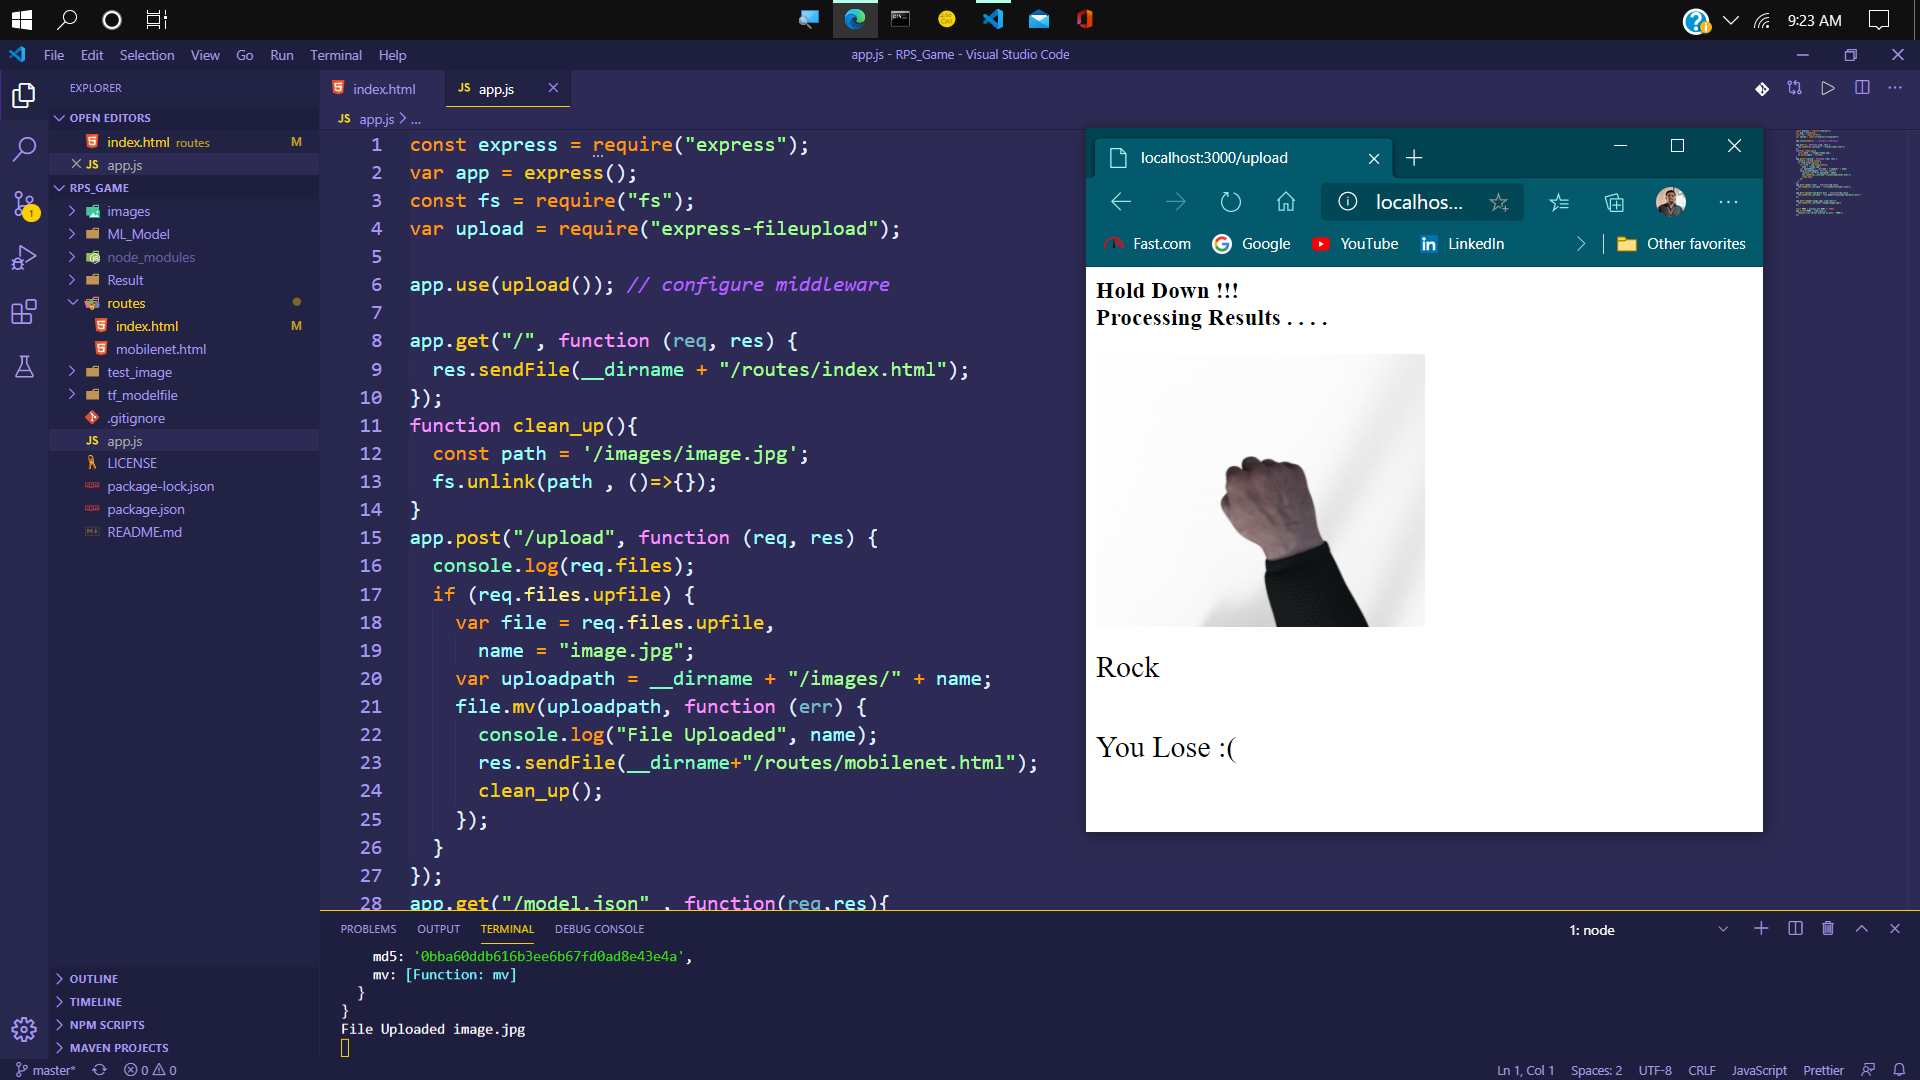 9:23 AM
File Edit Selection View Go Run Terminal Help
app.js - RPS_Game - Visual Studio Code
EXPLORER
OPEN EDITORS
index.html routes M
JS app.js
RPS_GAME
images
ML_Model
node_modules
Result
routes
index.html M
mobilenet.html
test_image
tf_modelfile
.gitignore
JS app.js
LICENSE
package-lock.json
package.json
README.md
OUTLINE
TIMELINE
NPM SCRIPTS
MAVEN PROJECTS
index.html JS app.js
JS app.js > ...
1 const express = require("express");
2 var app = express();
3 const fs = require("fs");
4 var upload = require("express-fileupload");
5
6 app.use(upload()); // configure middleware
7
8 app.get("/", function (req, res) {
9 res.sendFile(__dirname + "/routes/index.html");
10 });
11 function clean_up(){
12 const path = '/images/image.jpg';
13 fs.unlink(path , ()=>{});
14 }
15 app.post("/upload", function (req, res) {
16 console.log(req.files);
17 if (req.files.upfile) {
18 var file = req.files.upfile,
19 name = "image.jpg";
20 var uploadpath = __dirname + "/images/" + name;
21 file.mv(uploadpath, function (err) {
22 console.log("File Uploaded", name);
23 res.sendFile(__dirname+"/routes/mobilenet.html");
24 clean_up();
25 });
26 }
27 });
28 app.get("/model.json" , function(req,res){
localhost:3000/upload
localhos...
Fast.com Google YouTube LinkedIn Other favorites
Hold Down !!!
Processing Results . . . .
Rock
You Lose :(
PROBLEMS OUTPUT TERMINAL DEBUG CONSOLE
1: node
md5: '0bba60ddb616b3ee6b67fd0ad8e43e4a',
mv: [Function: mv]
}
}
File Uploaded image.jpg
master* 0 0
Ln 1, Col 1 Spaces: 2 UTF-8 CRLF JavaScript Prettier